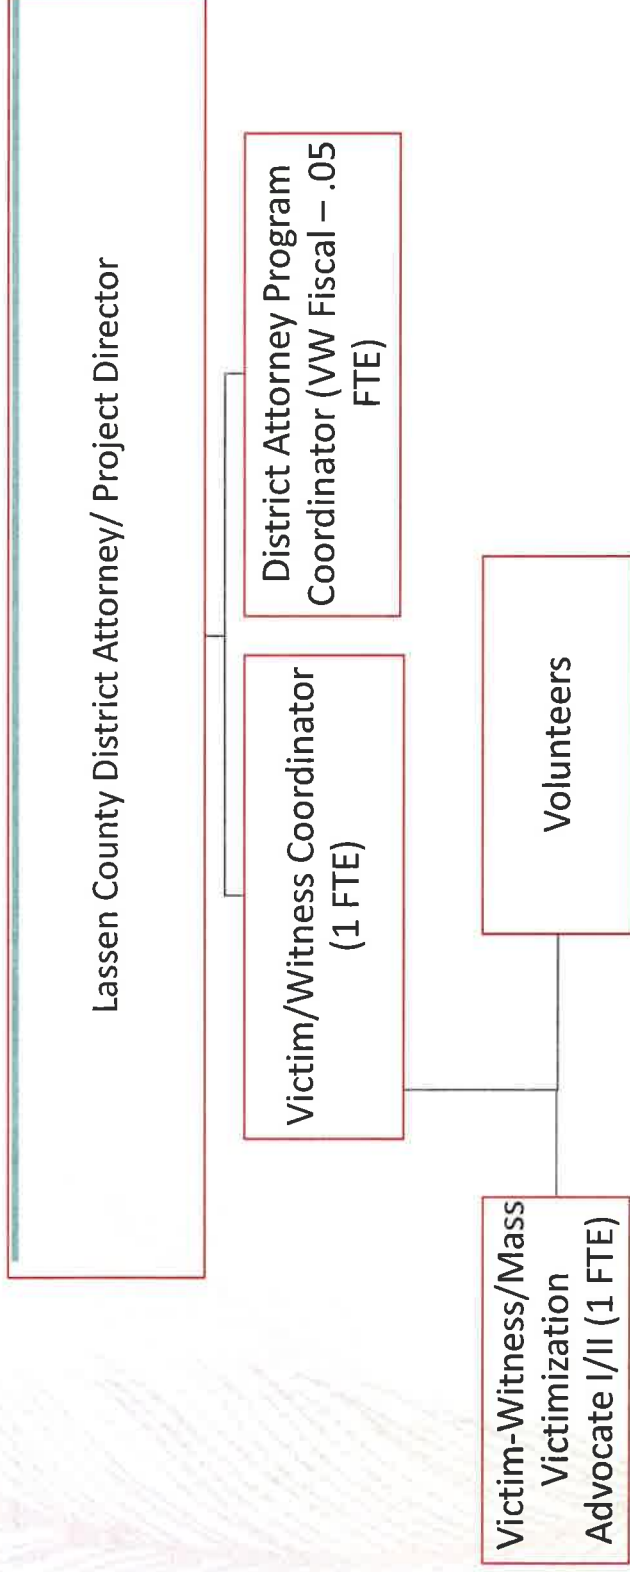 Lassen County District Attorney/ Project Director
Victim/Witness Coordinator
(1 FTE)
District Attorney Program
Coordinator (VW Fiscal – .05
FTE)
Victim-Witness/Mass
Victimization
Advocate I/II (1 FTE)
Volunteers